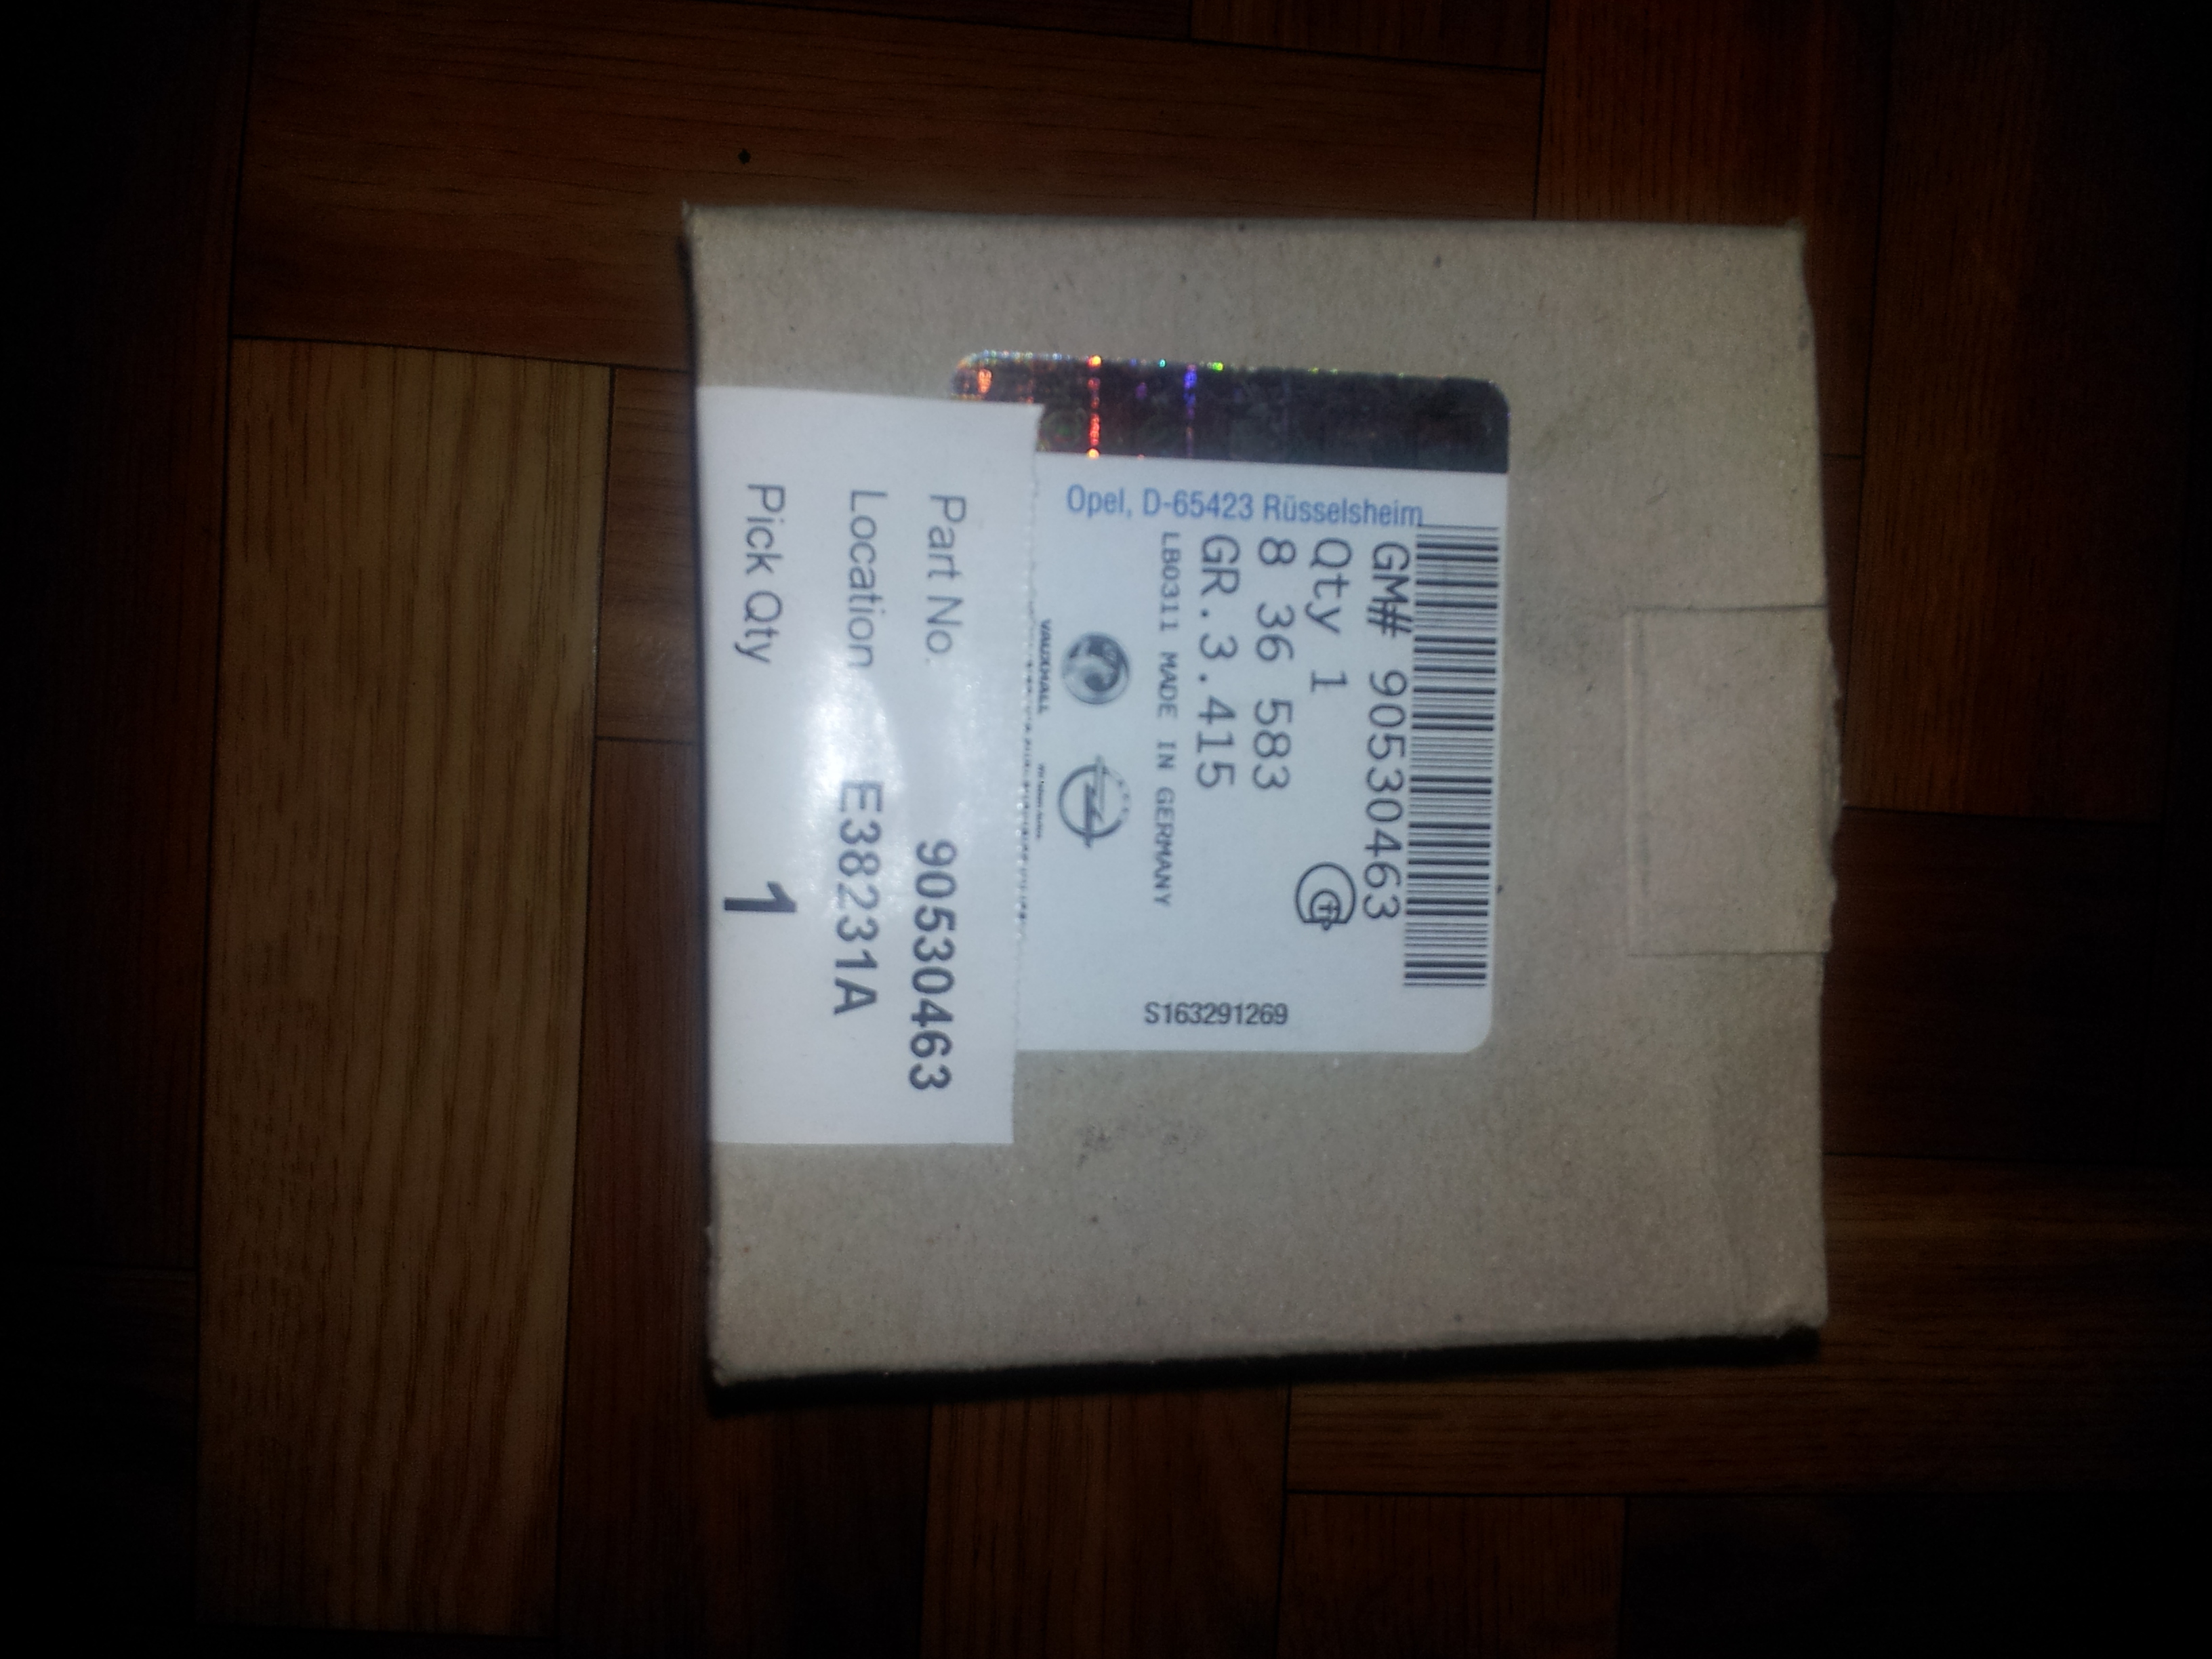 Opel, D-65423 Rüsselsheim
GM# 90530463
Qty 1
8 36 583
GR.3.415
LB0311 MADE IN GERMANY
S163291269
VAUXHALL
Part No. 90530463
Location E38231A
Pick Qty 1